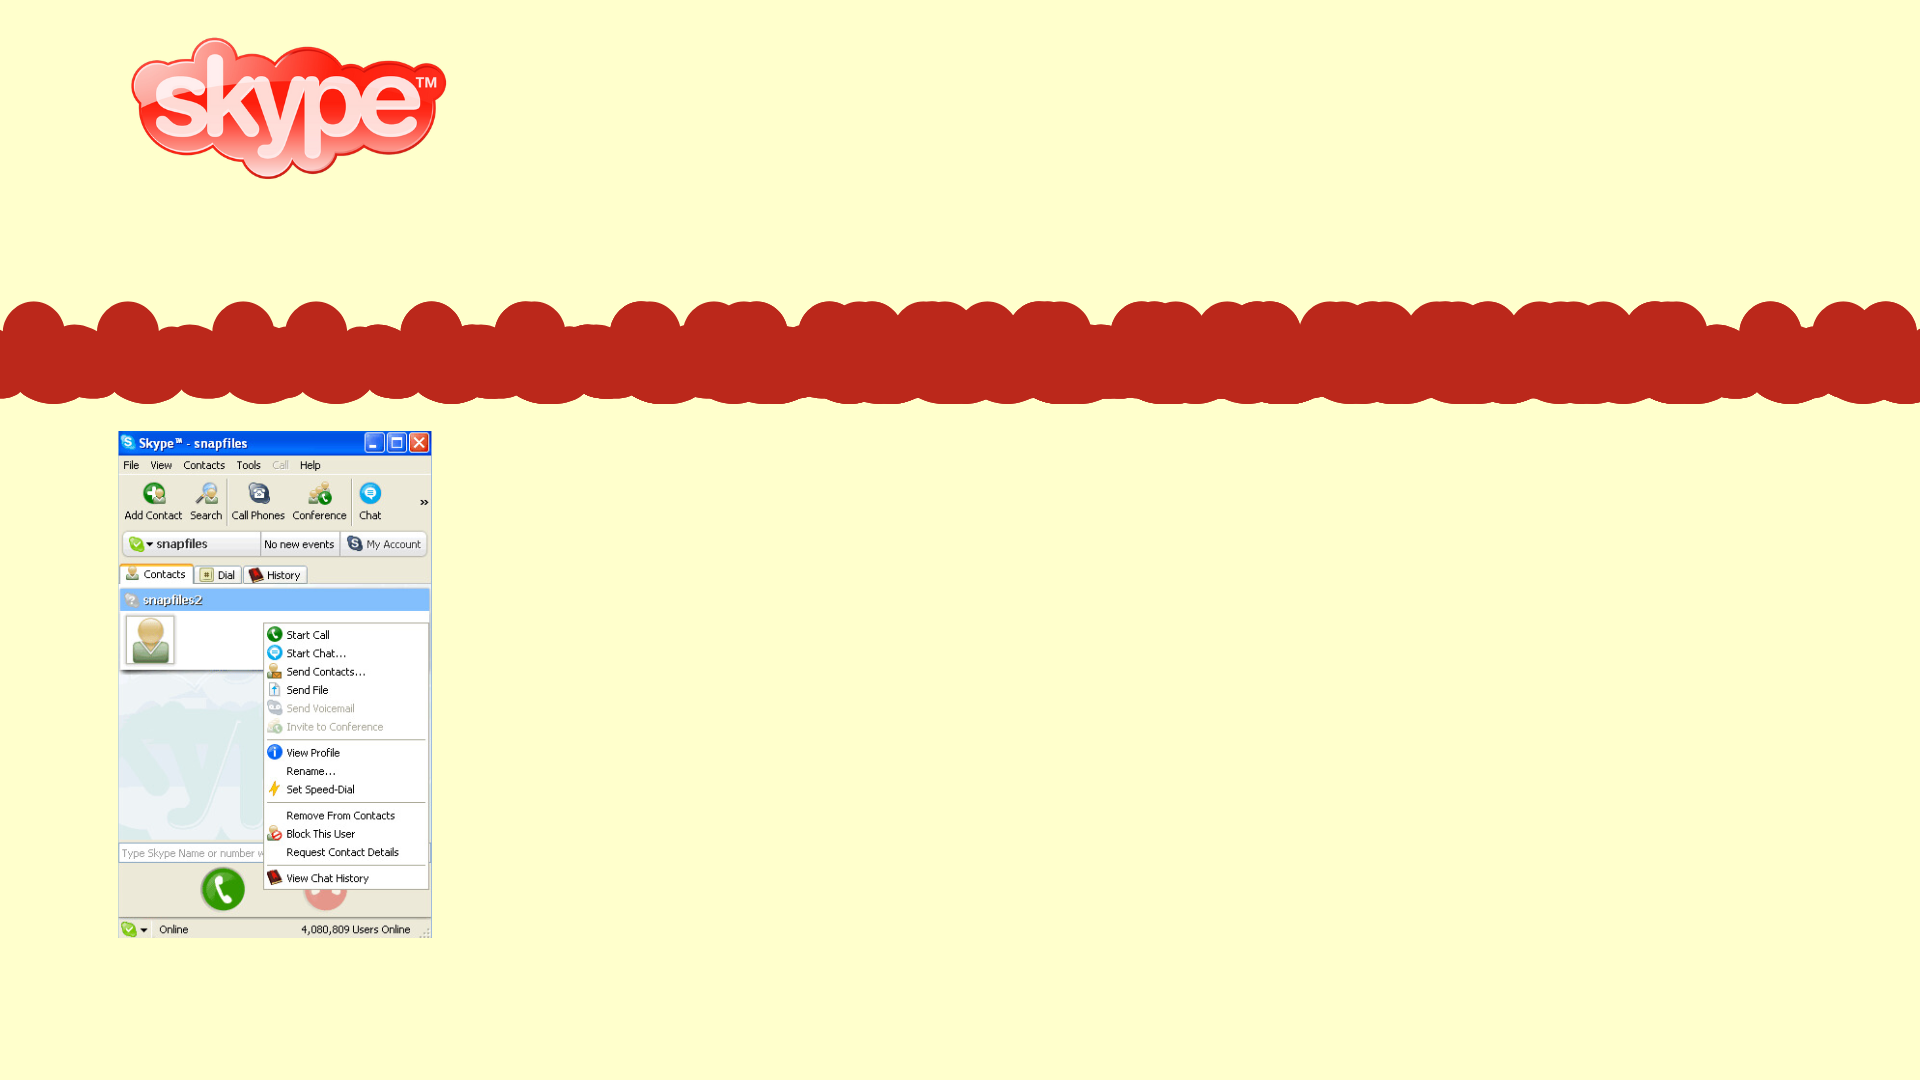 skype™
Skype™ - snapfiles
File View Contacts Tools Call Help
Add Contact Search Call Phones Conference Chat »
snapfiles No new events My Account
Contacts Dial History
snapfiles2
Start Call
Start Chat...
Send Contacts...
Send File
Send Voicemail
Invite to Conference
View Profile
Rename...
Set Speed-Dial
Remove From Contacts
Block This User
Type Skype Name or number
Request Contact Details
View Chat History
Online 4,080,809 Users Online